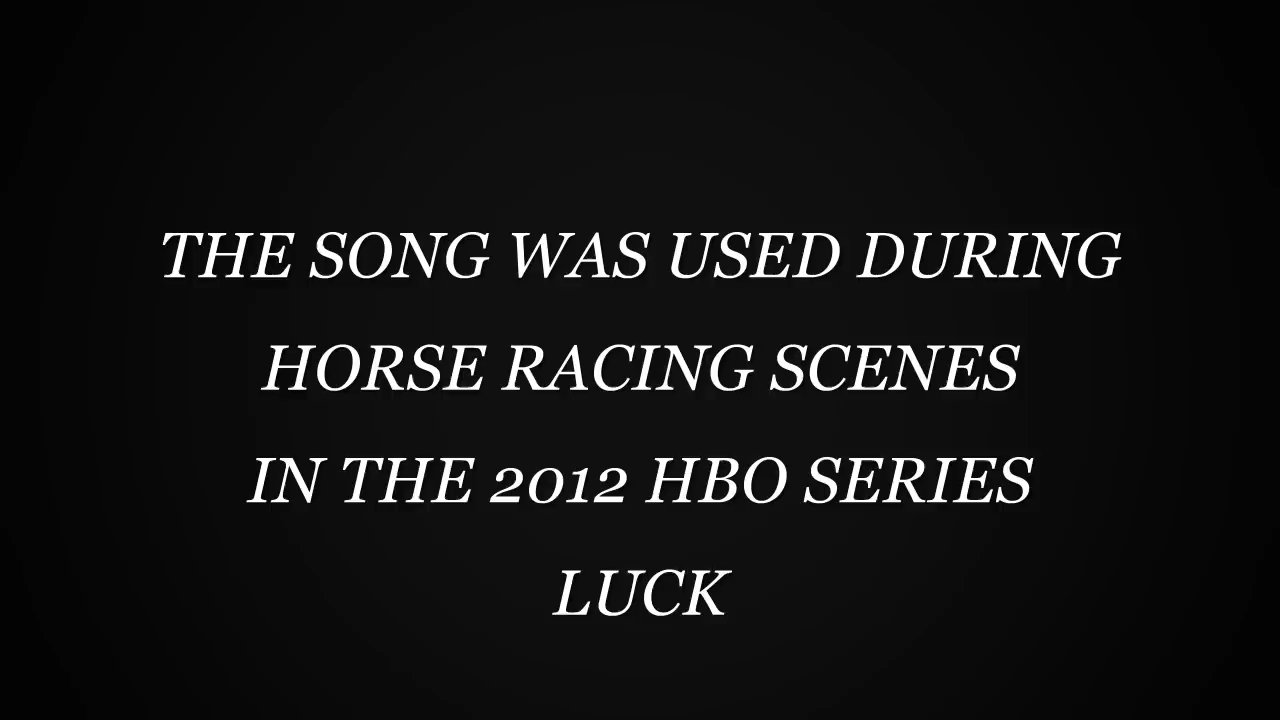 THE SONG WAS USED DURING
HORSE RACING SCENES
IN THE 2012 HBO SERIES
LUCK